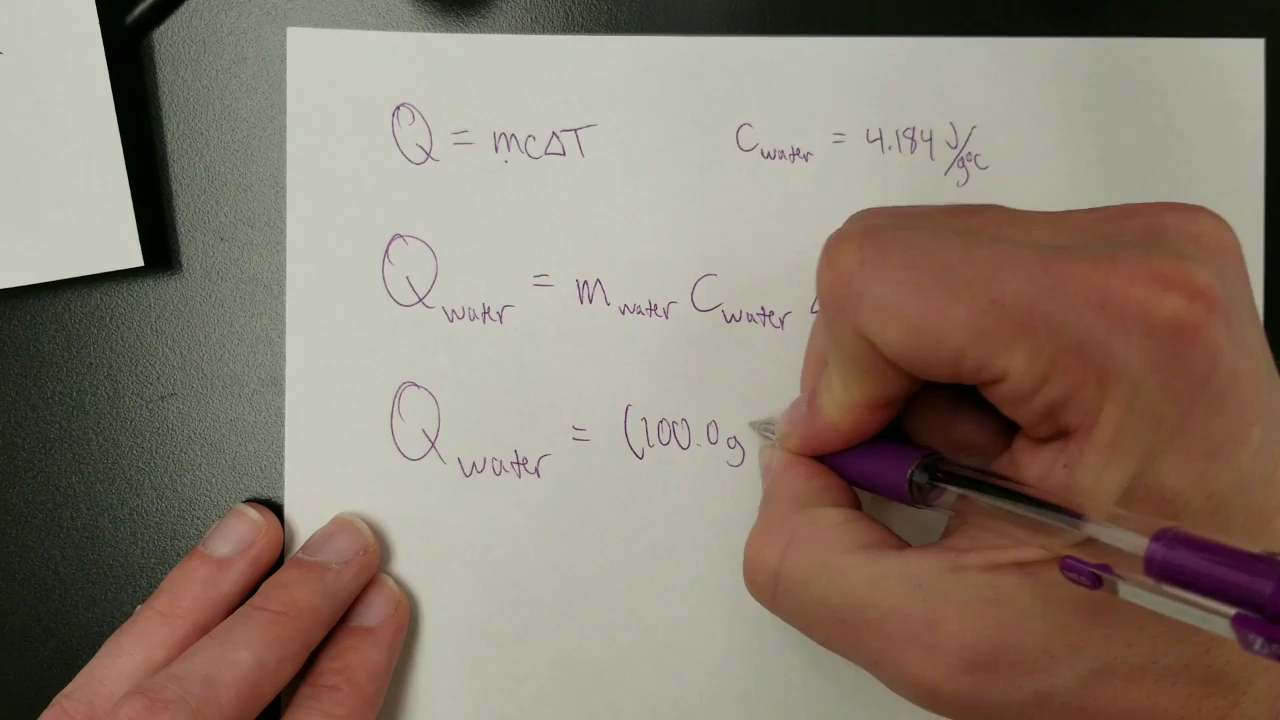 Q = mcΔT
C water = 4.184 J/g°C
Q water = m water C water
Q water = (100.0g